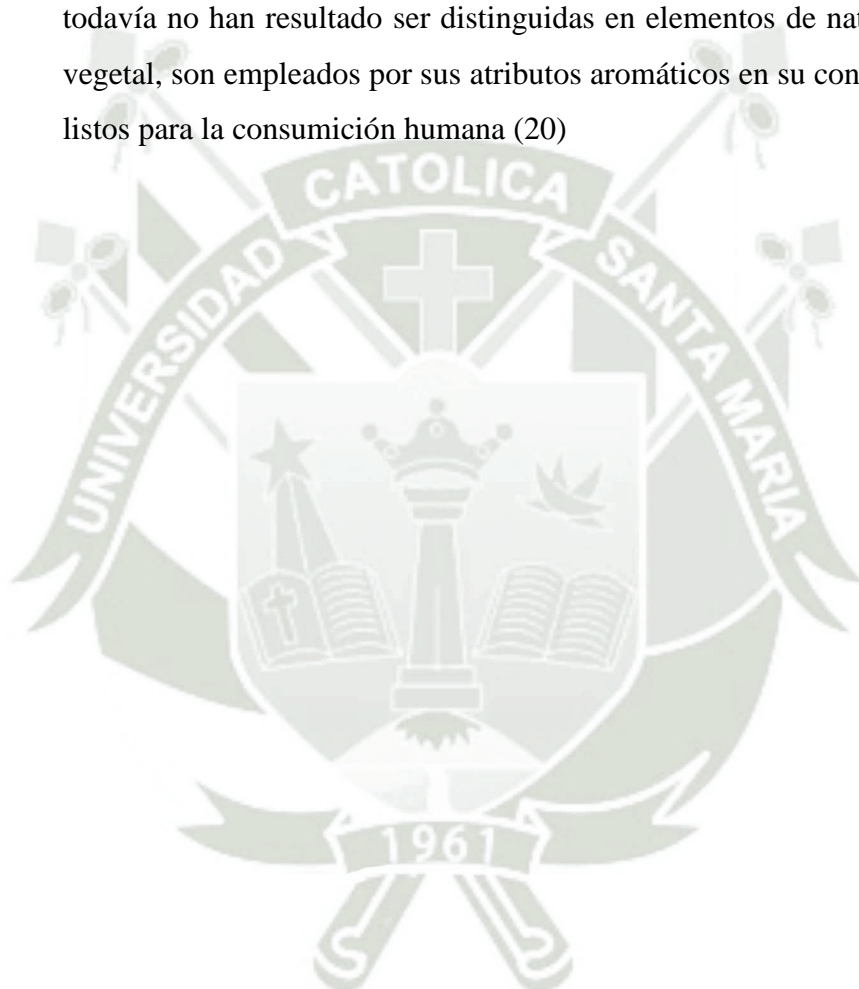 todavía no han resultado ser distinguidas en elementos de nat
vegetal, son empleados por sus atributos aromáticos en su con
listos para la consumición humana (20)
UNIVERSIDAD CATOLICA SANTA MARIA
1961